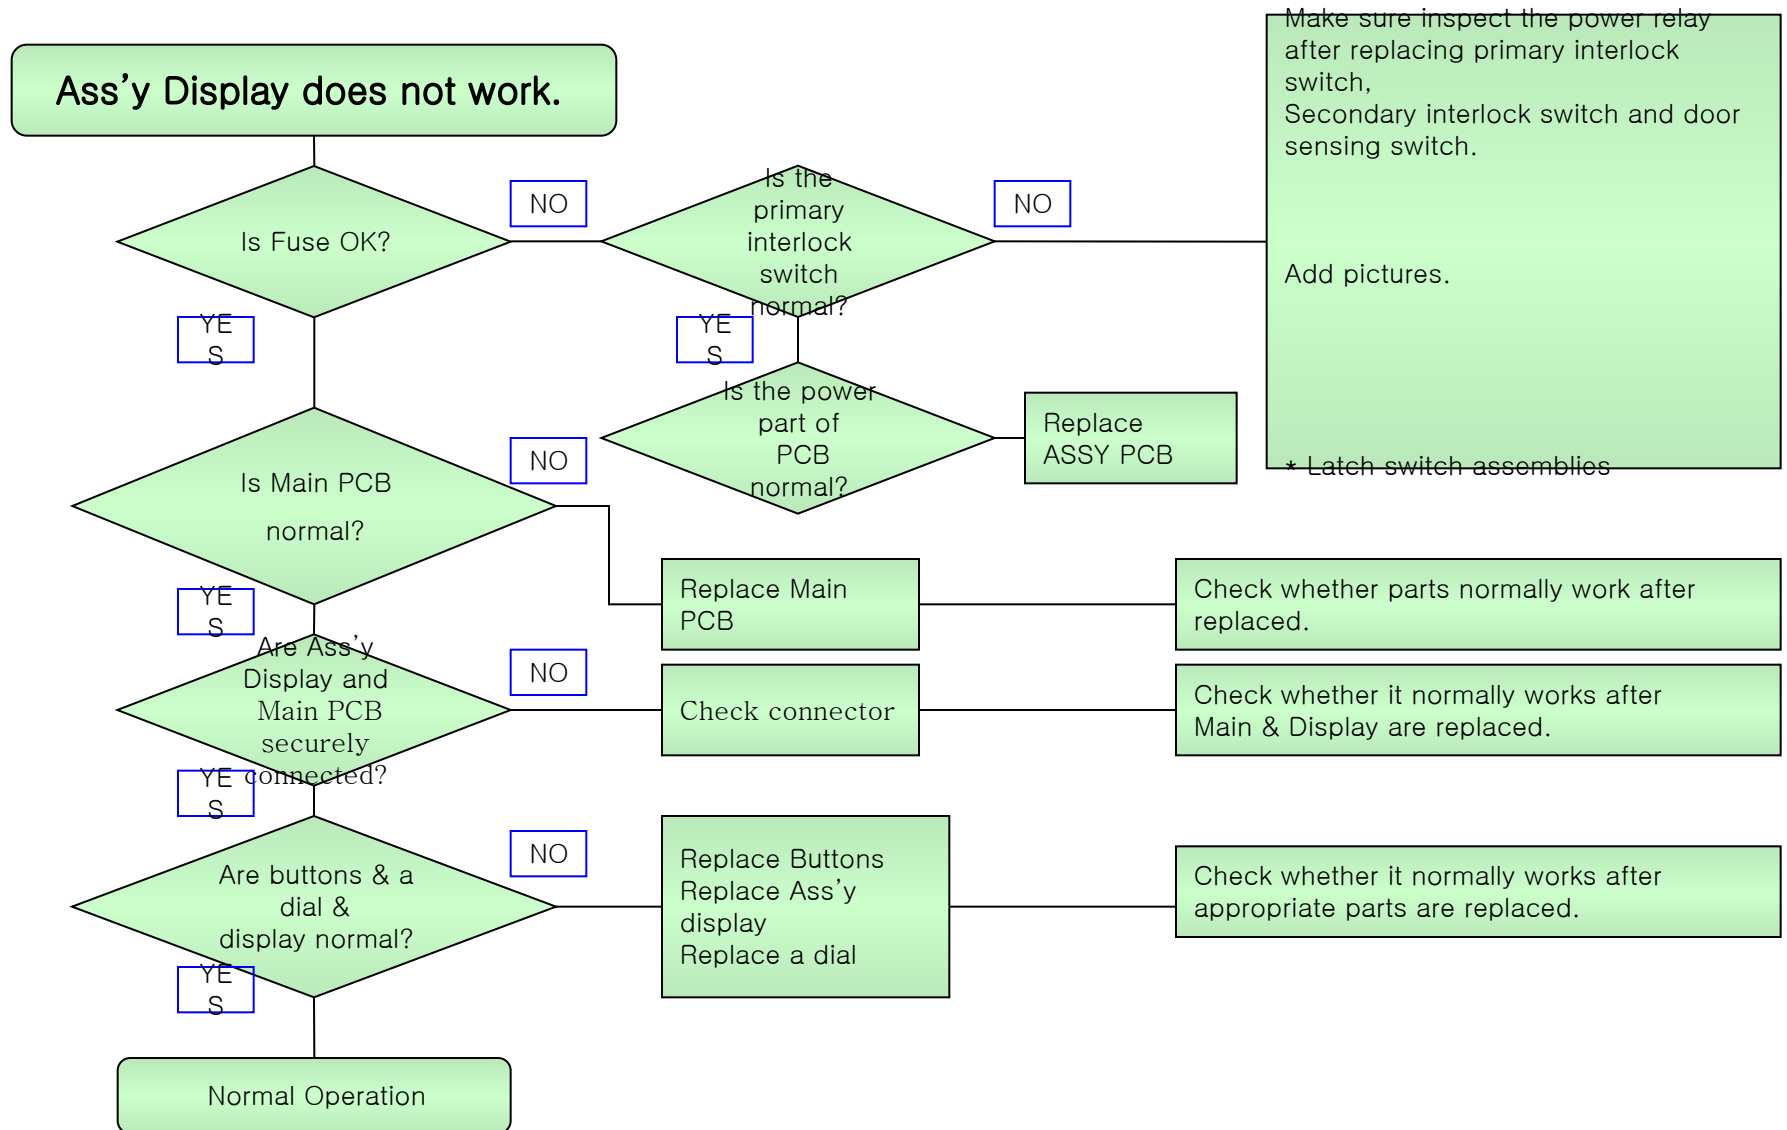 Ass’y Display does not work.
Make sure inspect the power relay
after replacing primary interlock
switch,
Secondary interlock switch and door
sensing switch.
Add pictures.
* Latch switch assemblies
Is Fuse OK?
NO
Is the
primary
interlock
switch
normal?
NO
YE
S
YE
S
Is the power
part of
PCB
normal?
Replace
ASSY PCB
Is Main PCB
normal?
NO
Replace Main
PCB
Check whether parts normally work after
replaced.
YE
S
Are Ass’y
Display and
Main PCB
securely
connected?
NO
Check connector
Check whether it normally works after
Main & Display are replaced.
YE
S
Are buttons & a
dial &
display normal?
NO
Replace Buttons
Replace Ass’y
display
Replace a dial
Check whether it normally works after
appropriate parts are replaced.
YE
S
Normal Operation